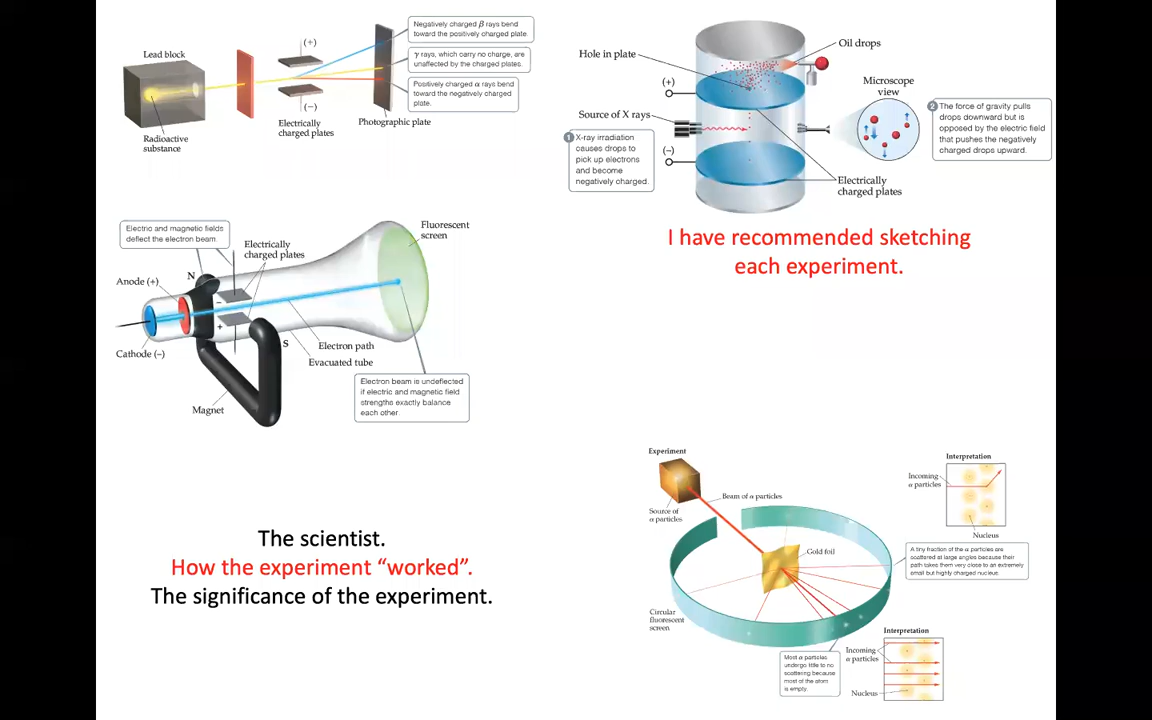 Lead block
Radioactive
substance
(+)
(−)
Electrically
charged plates
Photographic plate
Negatively charged β rays bend
toward the positively charged plate.
γ rays, which carry no charge, are
unaffected by the charged plates.
Positively charged α rays bend
toward the negatively charged
plate.
Hole in plate
Oil drops
(+)
Source of X rays
(−)
Microscope
view
1 X-ray irradiation
causes drops to
pick up electrons
and become
negatively charged.
2 The force of gravity pulls
drops downward but is
opposed by the electric field
that pushes the negatively
charged drops upward.
Electrically
charged plates
I have recommended sketching
each experiment.
Electric and magnetic fields
deflect the electron beam.
Electrically
charged plates
Fluorescent
screen
N
Anode (+)
−
+
S
Cathode (−)
Electron path
Evacuated tube
Magnet
Electron beam is undeflected
if electric and magnetic field
strengths exactly balance
each other.
The scientist.
How the experiment “worked”.
The significance of the experiment.
Experiment
Beam of α particles
Source of
α particles
Gold foil
Circular
fluorescent
screen
Interpretation
Incoming
α particles
Nucleus
A tiny fraction of the α particles are
scattered at large angles because their
path takes them very close to an extremely
small but highly charged nucleus.
Most α particles
undergo little to no
scattering because
most of the atom
is empty.
Interpretation
Incoming
α particles
Nucleus